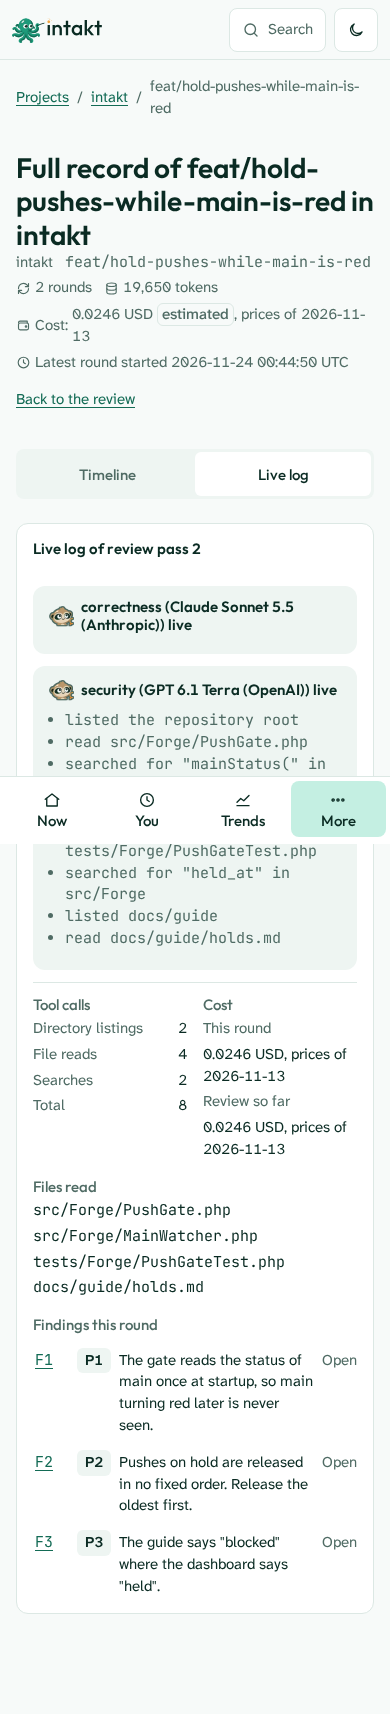 intakt
Search
Projects / intakt / feat/hold-pushes-while-main-is-
red
Full record of feat/hold-
pushes-while-main-is-red in
intakt
intakt feat/hold-pushes-while-main-is-red
2 rounds 19,650 tokens
Cost: 0.0246 USD estimated, prices of 2026-11-
13
Latest round started 2026-11-24 00:44:50 UTC
Back to the review
Timeline
Live log
Live log of review pass 2
correctness (Claude Sonnet 5.5
(Anthropic)) live
security (GPT 6.1 Terra (OpenAI)) live
• listed the repository root
• read src/Forge/PushGate.php
• searched for "mainStatus(" in
Now
You
Trends
More
tests/Forge/PushGateTest.php
• searched for "held_at" in
src/Forge
• listed docs/guide
• read docs/guide/holds.md
Tool calls
Directory listings 2
File reads 4
Searches 2
Total 8
Cost
This round
0.0246 USD, prices of
2026-11-13
Review so far
0.0246 USD, prices of
2026-11-13
Files read
src/Forge/PushGate.php
src/Forge/MainWatcher.php
tests/Forge/PushGateTest.php
docs/guide/holds.md
Findings this round
F1 P1 The gate reads the status of Open
main once at startup, so main
turning red later is never
seen.
F2 P2 Pushes on hold are released Open
in no fixed order. Release the
oldest first.
F3 P3 The guide says "blocked" Open
where the dashboard says
"held".